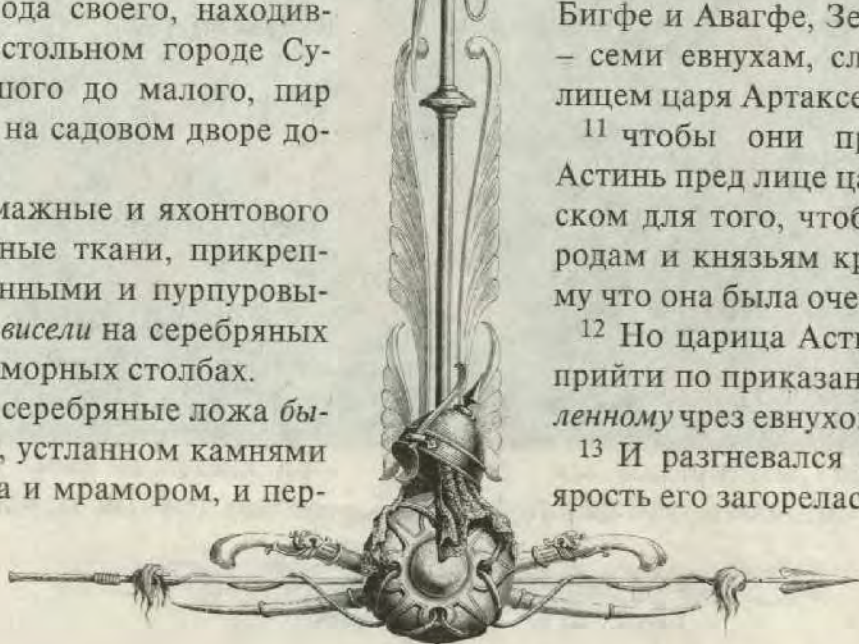 ода своего, находив-
стольном городе Су-
шого до малого, пир
на садовом дворе до-
мажные и яхонтового
ные ткани, прикреп-
нными и пурпуровы-
висели на серебряных
морных столбах.
серебряные ложа бы-
, устланном камнями
а и мрамором, и пер-
Бигфе и Авагфе, Зе
– семи евнухам, сл
лицем царя Артаксе
11 чтобы они пр
Астинь пред лице ца
ском для того, чтоб
родам и князьям кр
му что она была оче
12 Но царица Асти
прийти по приказан
ленному чрез евнухо
13 И разгневался
ярость его загорелас